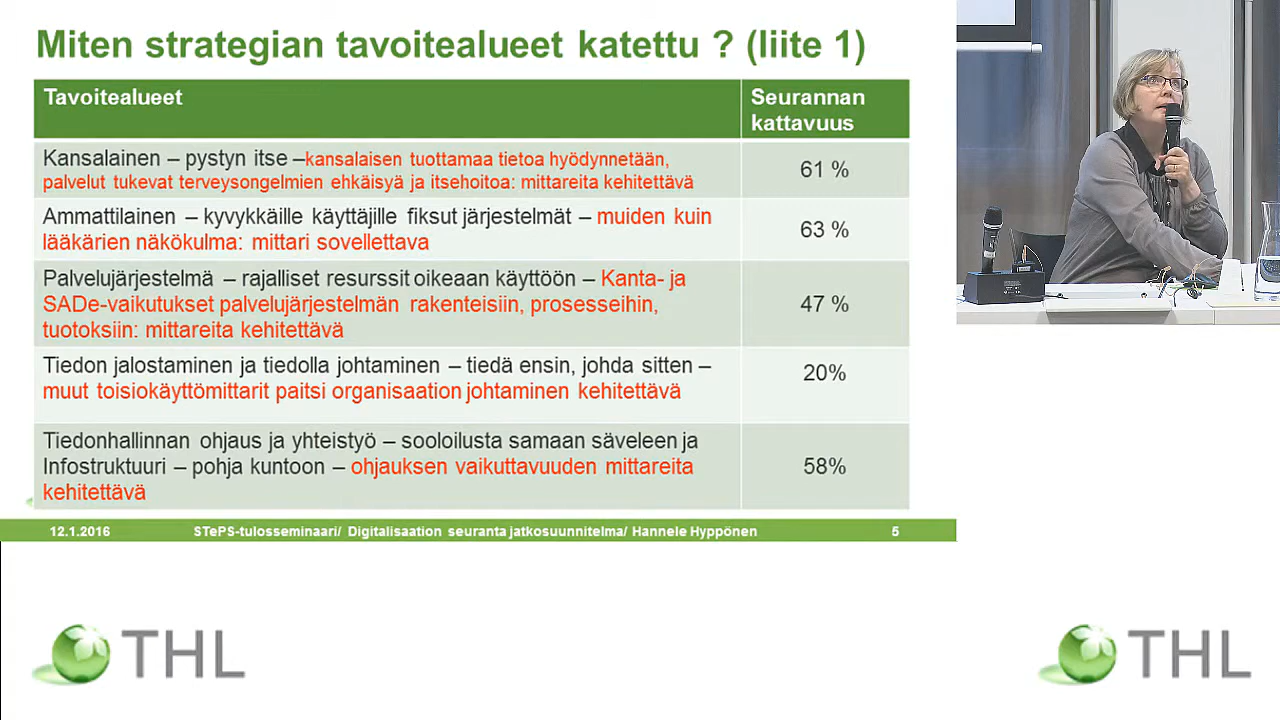 Miten strategian tavoitealueet katettu ? (liite 1)
Tavoitealueet
Seurannan
kattavuus
Kansalainen – pystyn itse –kansalaisen tuottamaa tietoa hyödynnetään,
palvelut tukevat terveysongelmien ehkäisyä ja itsehoitoa: mittareita kehitettävä
61 %
Ammattilainen – kyvykkäille käyttäjille fiksut järjestelmät – muiden kuin
lääkärien näkökulma: mittari sovellettava
63 %
Palvelujärjestelmä – rajalliset resurssit oikeaan käyttöön – Kanta- ja
SADe-vaikutukset palvelujärjestelmän rakenteisiin, prosesseihin,
tuotoksiin: mittareita kehitettävä
47 %
Tiedon jalostaminen ja tiedolla johtaminen – tiedä ensin, johda sitten –
muut toisiokäyttömittarit paitsi organisaation johtaminen kehitettävä
20%
Tiedonhallinnan ohjaus ja yhteistyö – sooloilusta samaan säveleen ja
Infostruktuuri – pohja kuntoon – ohjauksen vaikuttavuuden mittareita
kehitettävä
58%
12.1.2016 STePS-tulosseminaari/ Digitalisaation seuranta jatkosuunnitelma/ Hannele Hyppönen 5
THL THL